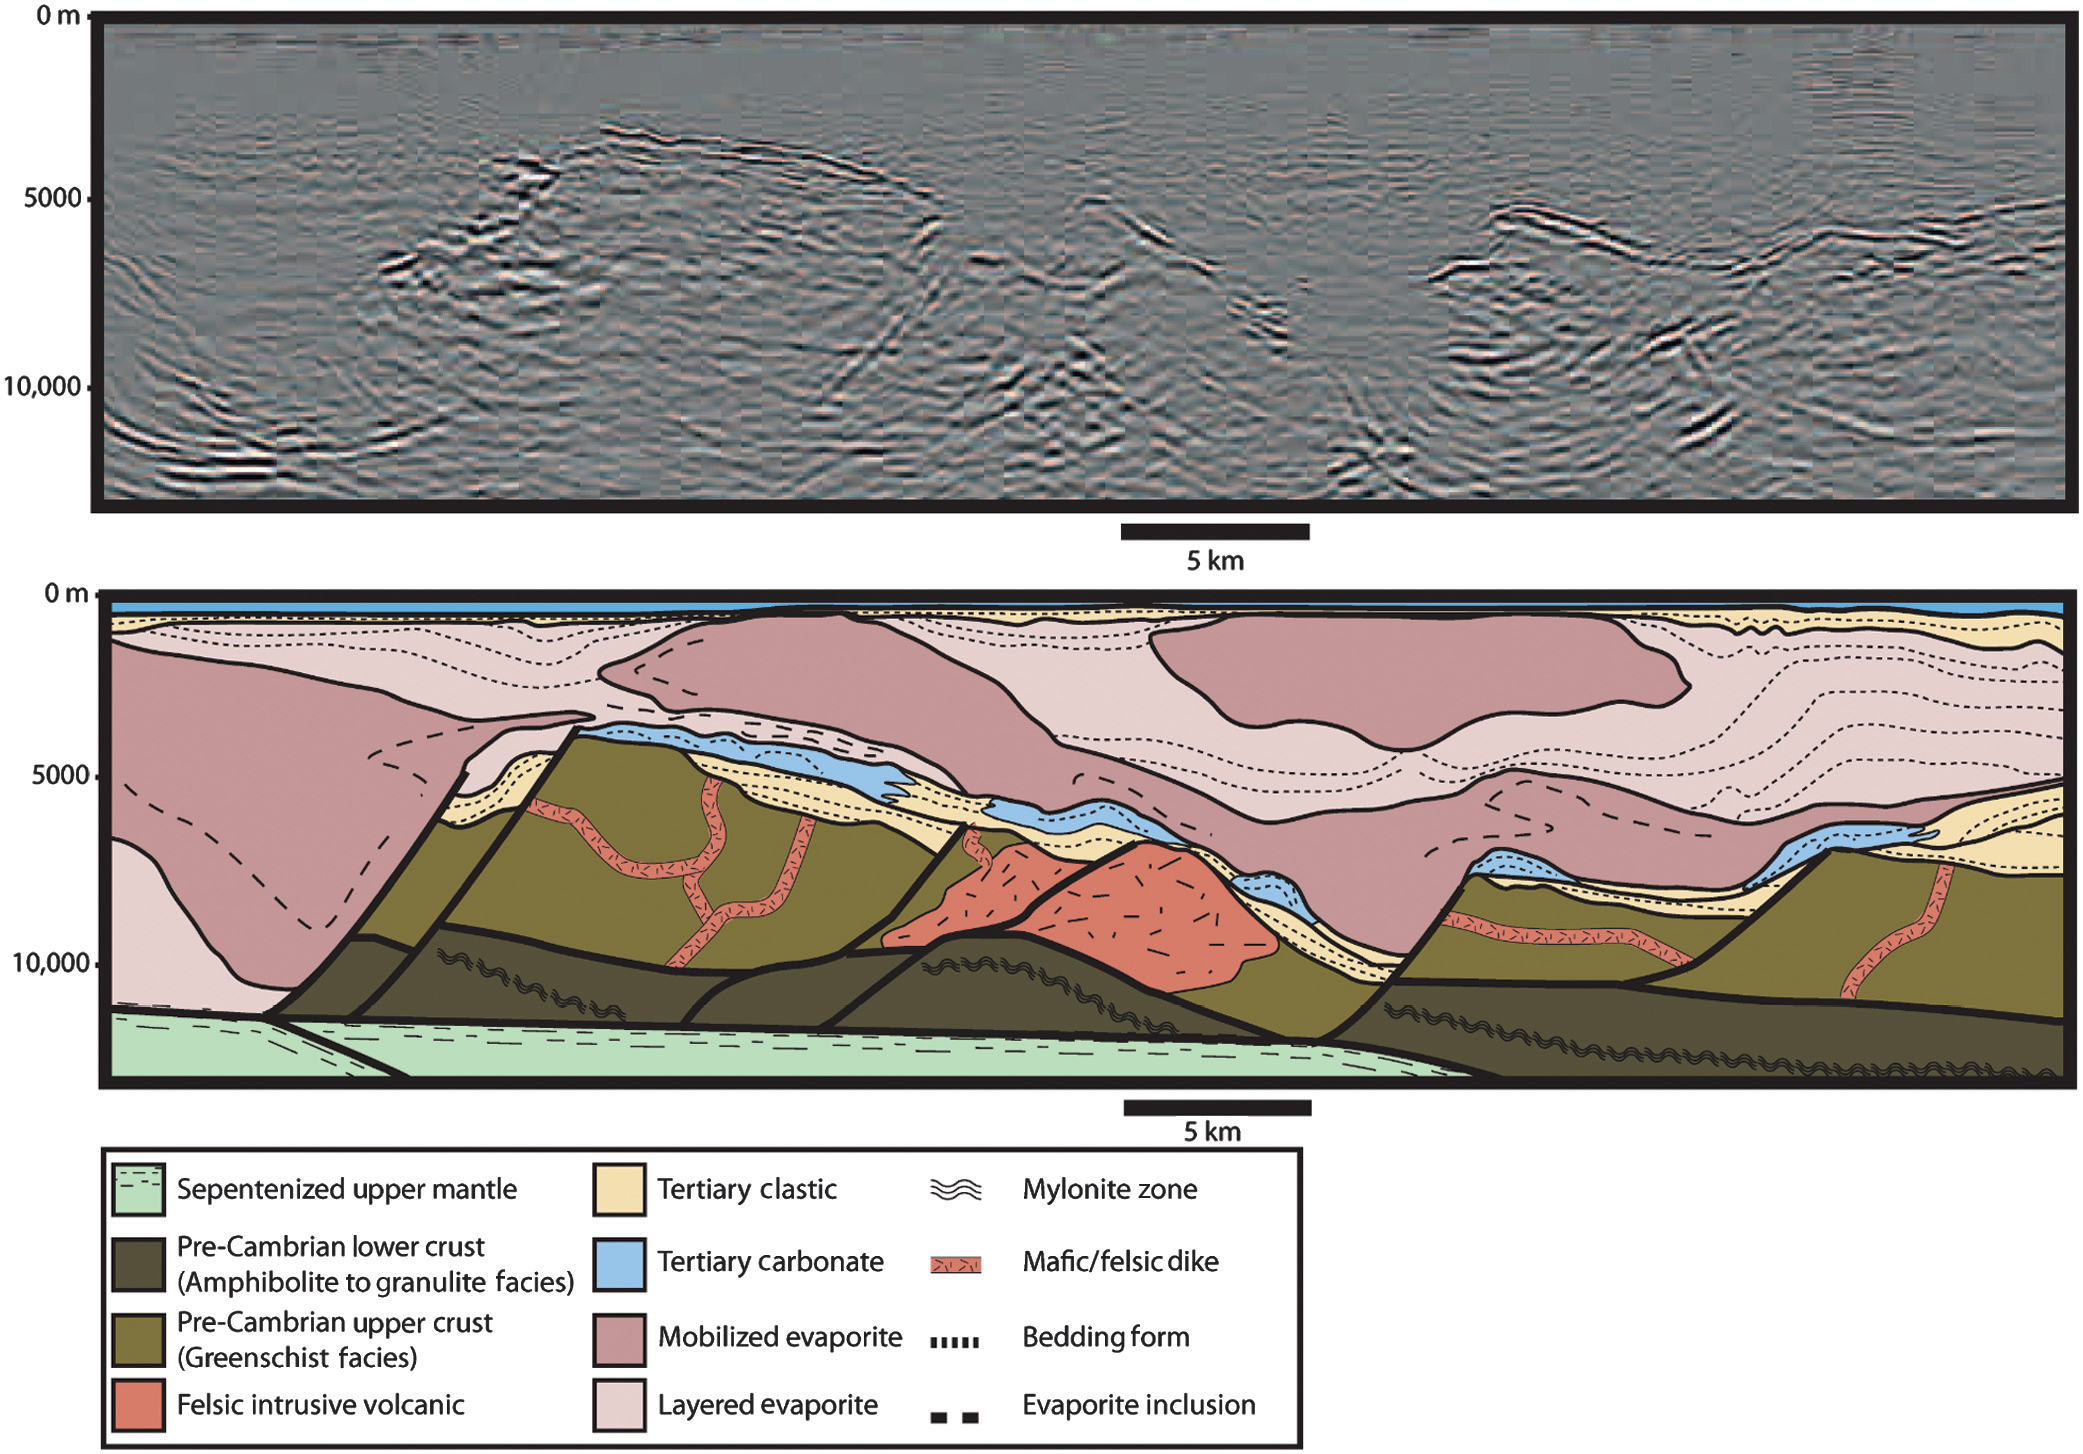 0 m
5000
10,000
5 km
0 m
5000
10,000
5 km
Sepentenized upper mantle
Pre-Cambrian lower crust
(Amphibolite to granulite facies)
Pre-Cambrian upper crust
(Greenschist facies)
Felsic intrusive volcanic
Tertiary clastic
Tertiary carbonate
Mobilized evaporite
Layered evaporite
Mylonite zone
Mafic/felsic dike
Bedding form
Evaporite inclusion